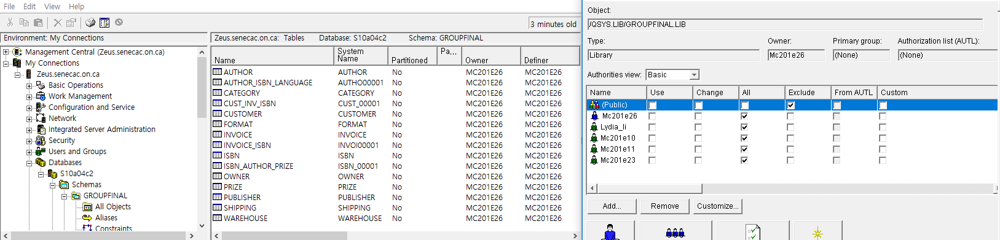 File Edit View Help
3 minutes old
Environment: My Connections
Zeus.senecac.on.ca: Tables Database: S10a04c2 Schema: GROUPFINAL
Management Central (Zeus.senecac.on.ca)
My Connections
Zeus.senecac.on.ca
Basic Operations
Work Management
Configuration and Service
Network
Integrated Server Administration
Security
Users and Groups
Databases
S10a04c2
Schemas
GROUPFINAL
All Objects
Aliases
Constraints
Name System Name Partitioned Pa... Owner Definer
AUTHOR AUTHOR No MC201E26 MC201E26
AUTHOR_ISBN_LANGUAGE AUTHO00001 No MC201E26 MC201E26
CATEGORY CATEGORY No MC201E26 MC201E26
CUST_INV_ISBN CUST_00001 No MC201E26 MC201E26
CUSTOMER CUSTOMER No MC201E26 MC201E26
FORMAT FORMAT No MC201E26 MC201E26
INVOICE INVOICE No MC201E26 MC201E26
INVOICE_ISBN INVOI00001 No MC201E26 MC201E26
ISBN ISBN No MC201E26 MC201E26
ISBN_AUTHOR_PRIZE ISBN_00001 No MC201E26 MC201E26
OWNER OWNER No MC201E26 MC201E26
PRIZE PRIZE No MC201E26 MC201E26
PUBLISHER PUBLISHER No MC201E26 MC201E26
SHIPPING SHIPPING No MC201E26 MC201E26
WAREHOUSE WAREHOUSE No MC201E26 MC201E26
Object:
/QSYS.LIB/GROUPFINAL.LIB
Type: Owner: Primary group: Authorization list (AUTL):
Library Mc201e26 (None) (None)
Authorities view: Basic
Name Use Change All Exclude From AUTL Custom
(Public)
Mc201e26
Lydia_li
Mc201e10
Mc201e11
Mc201e23
Add... Remove Customize...